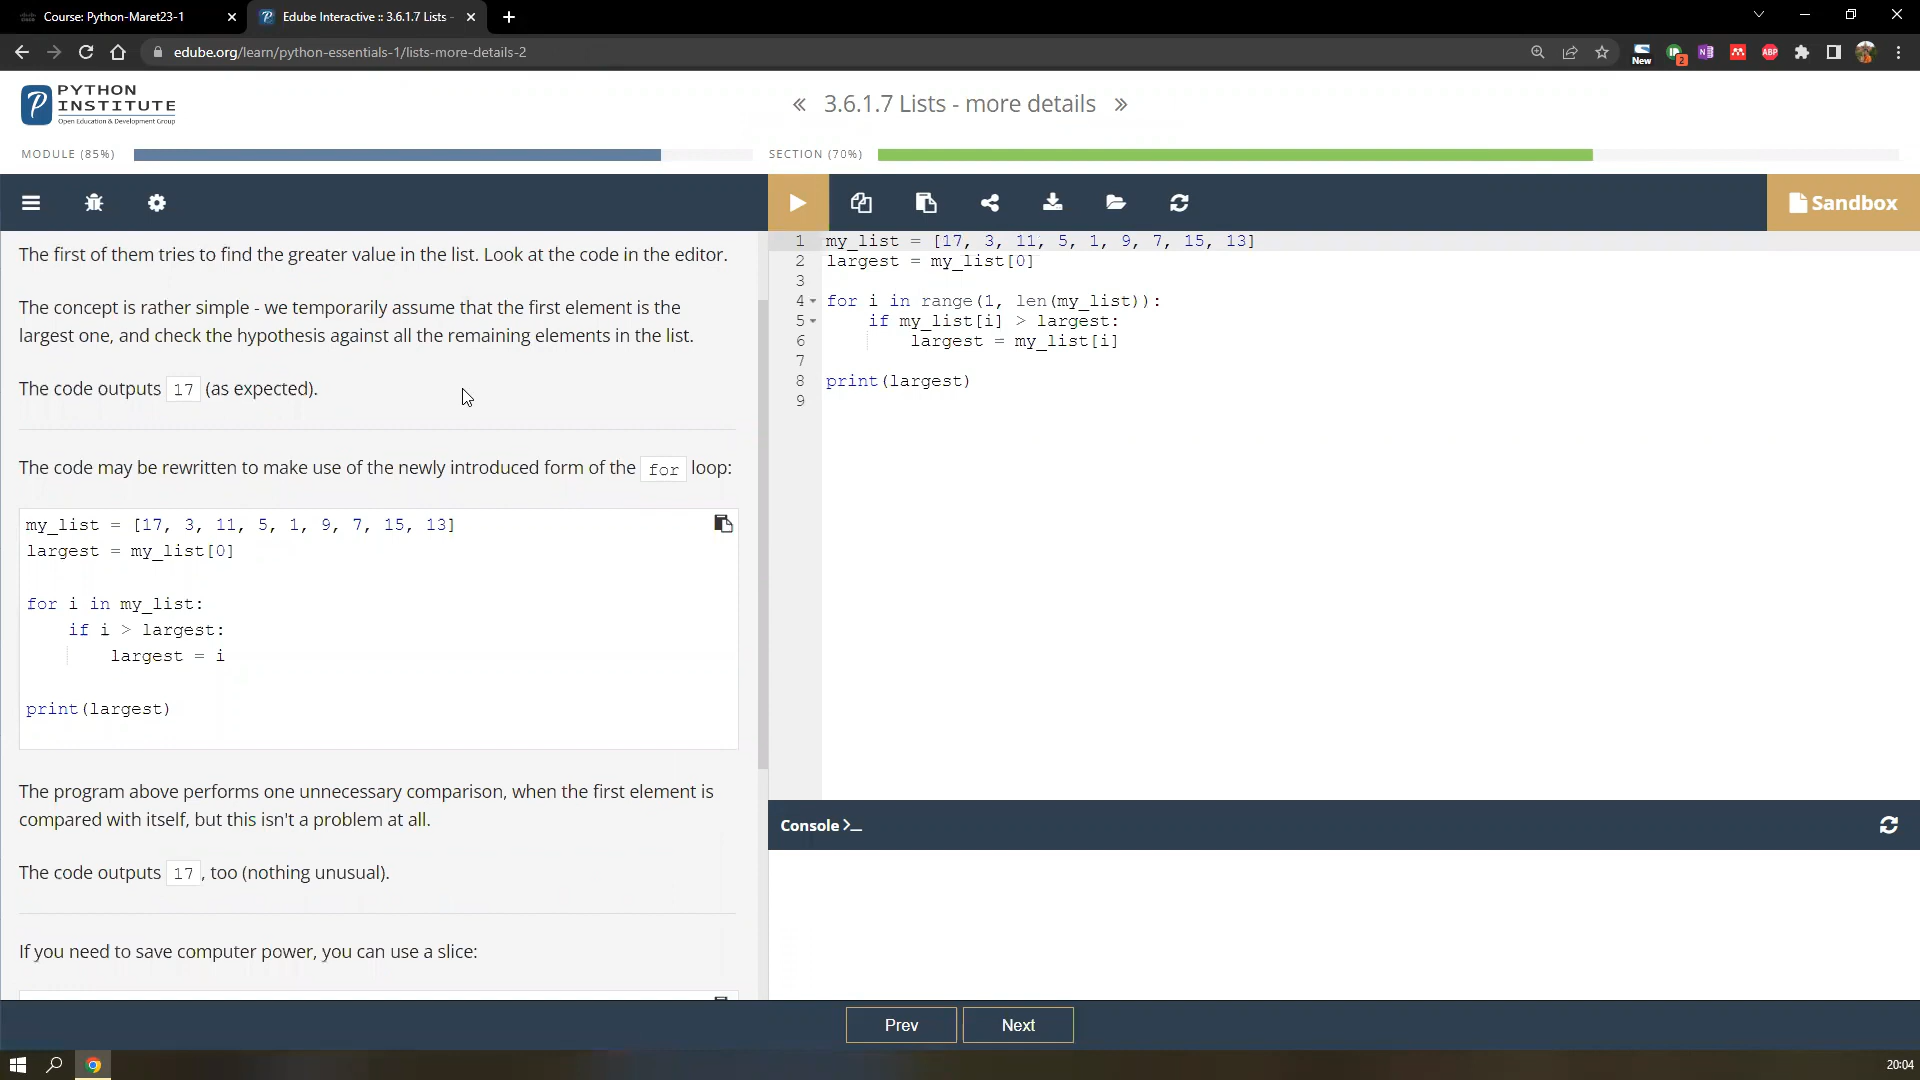 Course: Python-Maret23-1
Edube Interactive :: 3.6.1.7 Lists -
edube.org/learn/python-essentials-1/lists-more-details-2
New
2
N
ABP
PYTHON
INSTITUTE
Open Education & Development Group
« 3.6.1.7 Lists - more details »
MODULE (85%)
SECTION (70%)
Sandbox
The first of them tries to find the greater value in the list. Look at the code in the editor.
The concept is rather simple - we temporarily assume that the first element is the
largest one, and check the hypothesis against all the remaining elements in the list.
The code outputs 17 (as expected).
The code may be rewritten to make use of the newly introduced form of the for loop:
my_list = [17, 3, 11, 5, 1, 9, 7, 15, 13]
largest = my_list[0]
for i in my_list:
    if i > largest:
        largest = i
print(largest)
The program above performs one unnecessary comparison, when the first element is
compared with itself, but this isn't a problem at all.
The code outputs 17 , too (nothing unusual).
If you need to save computer power, you can use a slice:
1 my_list = [17, 3, 11, 5, 1, 9, 7, 15, 13]
2 largest = my_list[0]
3
4 for i in range(1, len(my_list)):
5     if my_list[i] > largest:
6         largest = my_list[i]
7
8 print(largest)
9
Console >_
Prev
Next
20:04